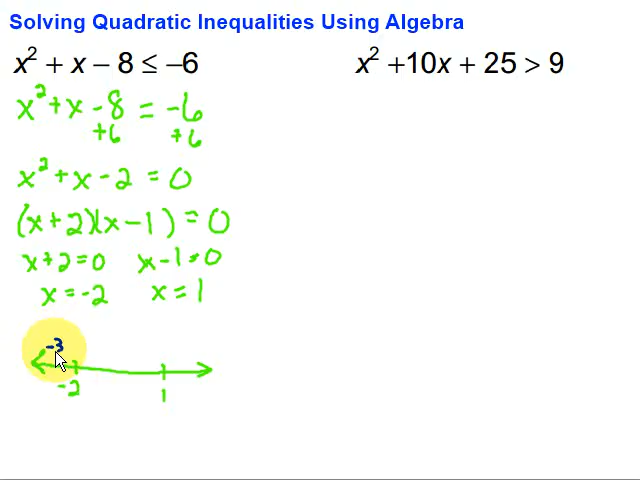 Solving Quadratic Inequalities Using Algebra
x² + x – 8 ≤ –6
x² + x - 8 = -6
+6 +6
x² + x - 2 = 0
(x + 2)(x - 1) = 0
x + 2 = 0 x - 1 = 0
x = -2 x = 1
-3
-2 1
x² +10x + 25 > 9